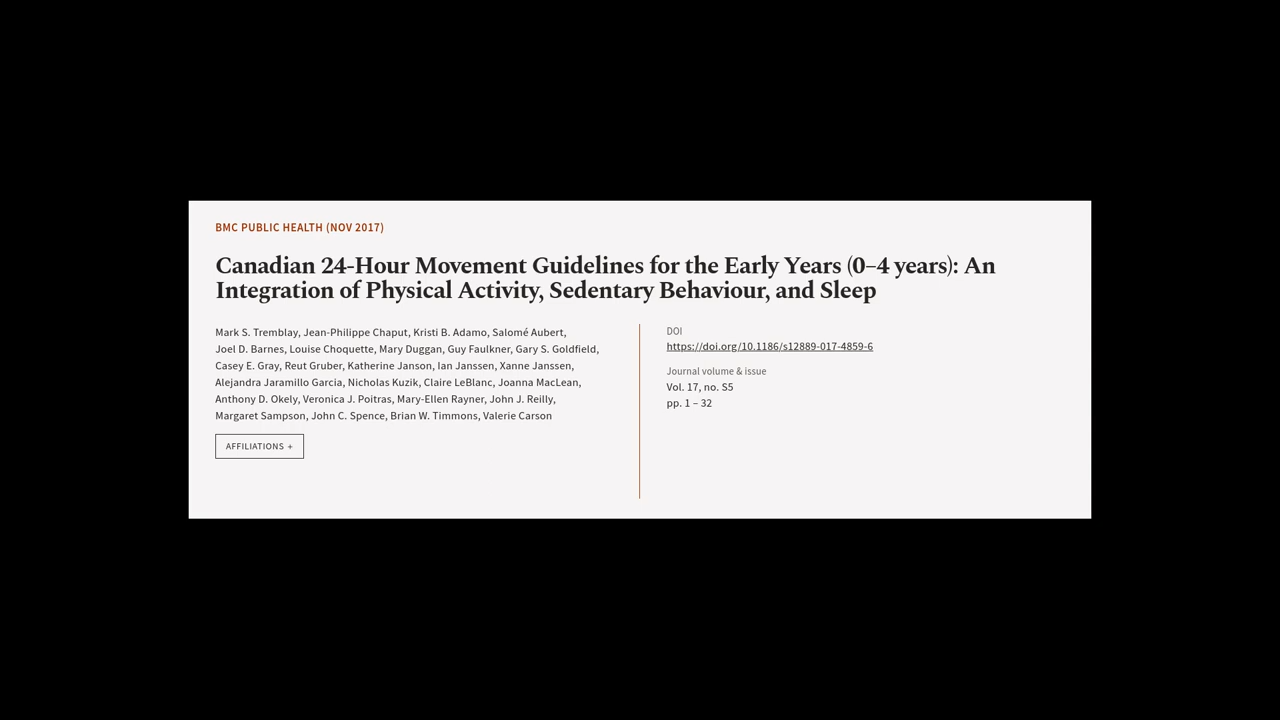 BMC PUBLIC HEALTH (NOV 2017)
Canadian 24-Hour Movement Guidelines for the Early Years (0–4 years): An
Integration of Physical Activity, Sedentary Behaviour, and Sleep
Mark S. Tremblay, Jean-Philippe Chaput, Kristi B. Adamo, Salomé Aubert,
Joel D. Barnes, Louise Choquette, Mary Duggan, Guy Faulkner, Gary S. Goldfield,
Casey E. Gray, Reut Gruber, Katherine Janson, Ian Janssen, Xanne Janssen,
Alejandra Jaramillo Garcia, Nicholas Kuzik, Claire LeBlanc, Joanna MacLean,
Anthony D. Okely, Veronica J. Poitras, Mary-Ellen Rayner, John J. Reilly,
Margaret Sampson, John C. Spence, Brian W. Timmons, Valerie Carson
AFFILIATIONS +
DOI
https://doi.org/10.1186/s12889-017-4859-6
Journal volume & issue
Vol. 17, no. S5
pp. 1 – 32